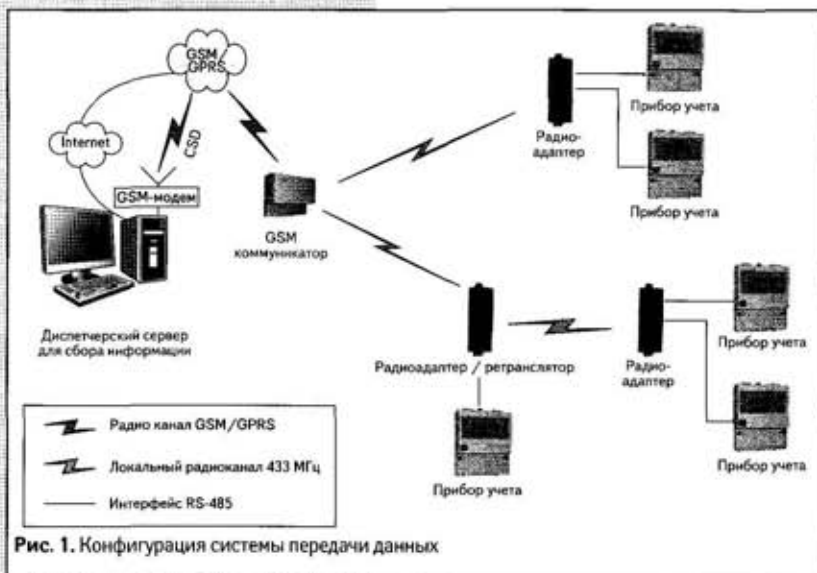 GSM/
GPRS
Internet
CSD
GSM-модем
GSM
коммуникатор
Диспетчерский сервер
для сбора информации
Радио-
адаптер
Прибор учета
Прибор учета
Радиоадаптер / ретранслятор
Прибор учета
Радио-
адаптер
Прибор учета
Прибор учета
Радио канал GSM/GPRS
Локальный радиоканал 433 МГц
Интерфейс RS-485
Рис. 1. Конфигурация системы передачи данных